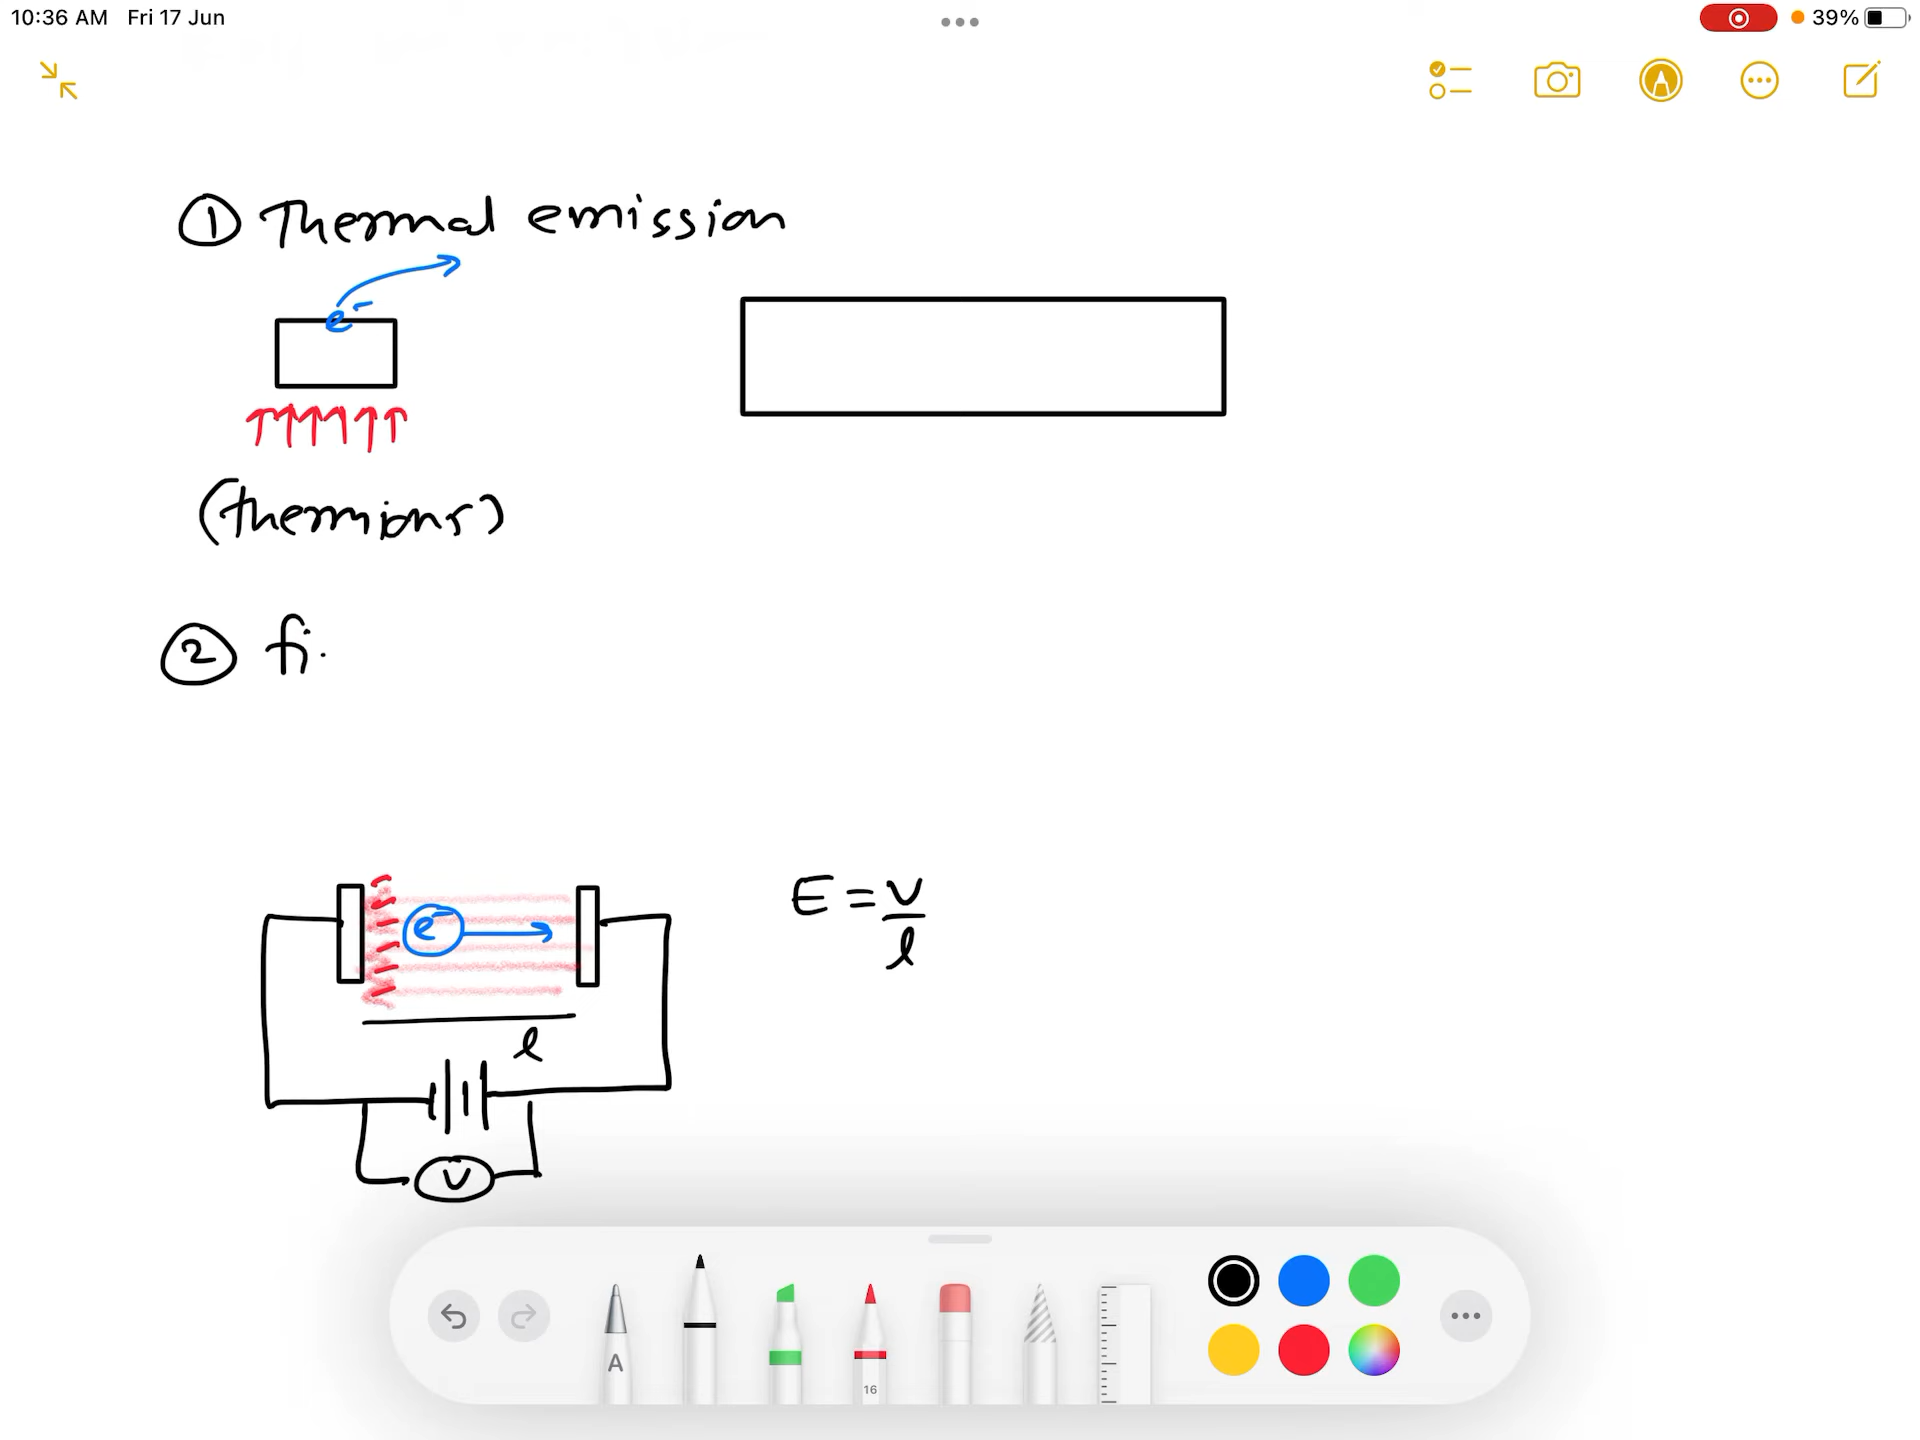 10:36 AM Fri 17 Jun
39%
① Thermal emission
e⁻
(thermions)
② fi
e⁻
E = V/l
l
V
A
16